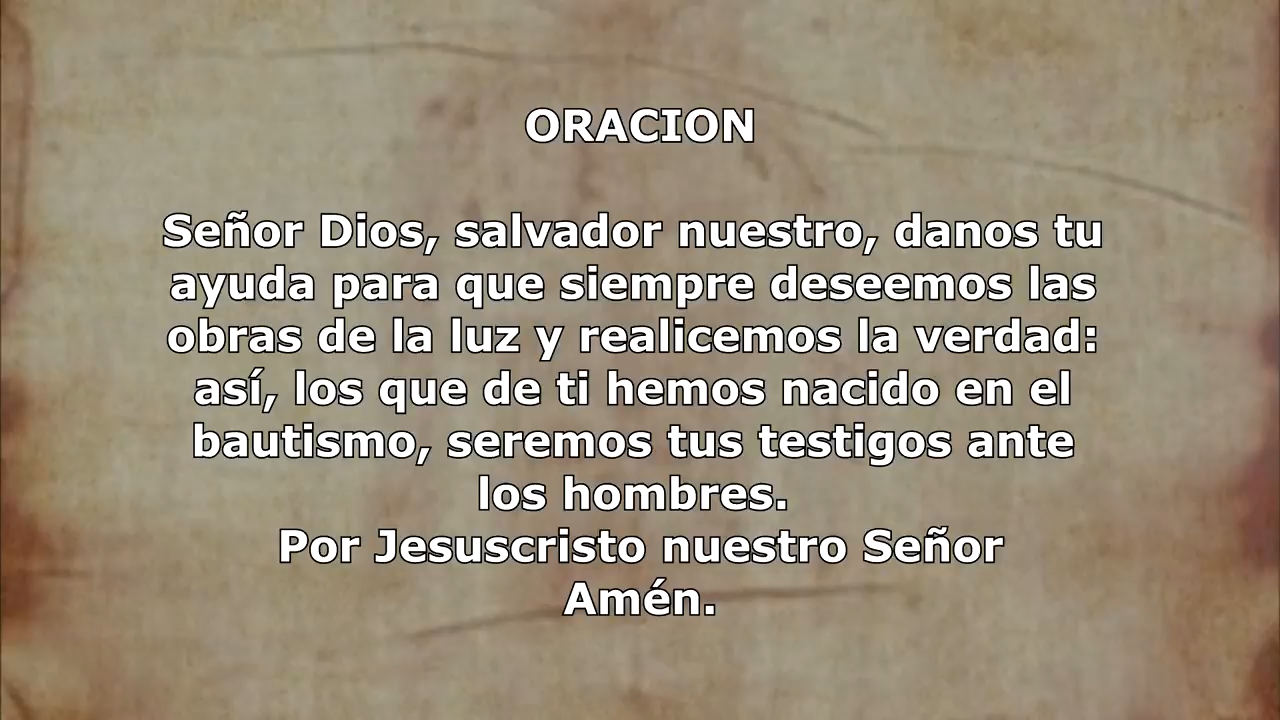 ORACION
Señor Dios, salvador nuestro, danos tu
ayuda para que siempre deseemos las
obras de la luz y realicemos la verdad:
así, los que de ti hemos nacido en el
bautismo, seremos tus testigos ante
los hombres.
Por Jesuscristo nuestro Señor
Amén.